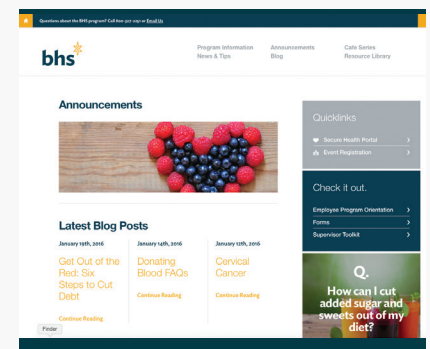 Questions about the BHS program? Call 800-327-2251 or Email Us
bhs
Program Information
Announcements
Cafe Series
News & Tips
Blog
Resource Library
Announcements
Quicklinks
Secure Health Portal
Event Registration
Check it out.
Employee Program Orientation
Forms
Supervisor Toolkit
Latest Blog Posts
January 19th, 2016
Get Out of the
Red: Six
Steps to Cut
Debt
Continue Reading
January 14th, 2016
Donating
Blood FAQs
Continue Reading
January 12th, 2016
Cervical
Cancer
Continue Reading
Q.
How can I cut
added sugar and
sweets out of my
diet?
Finder